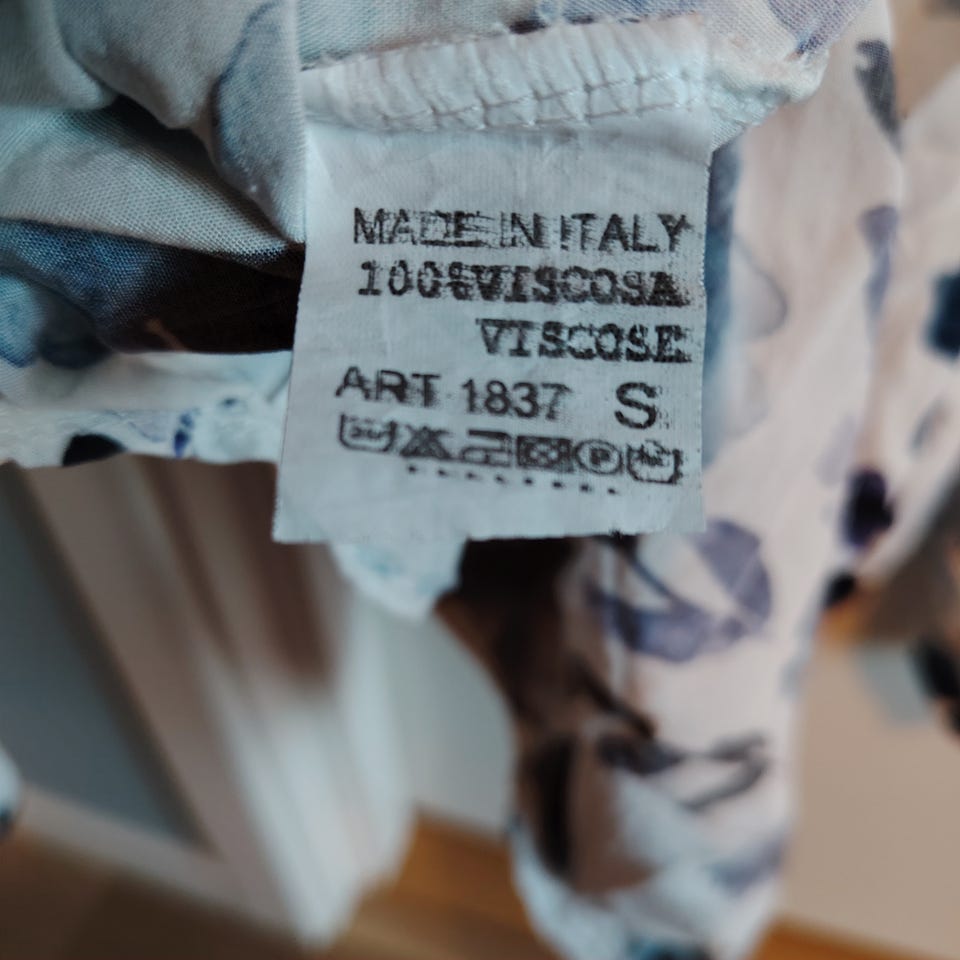 MADE IN ITALY
100%VISCOSA
VISCOSE
ART 1837 S